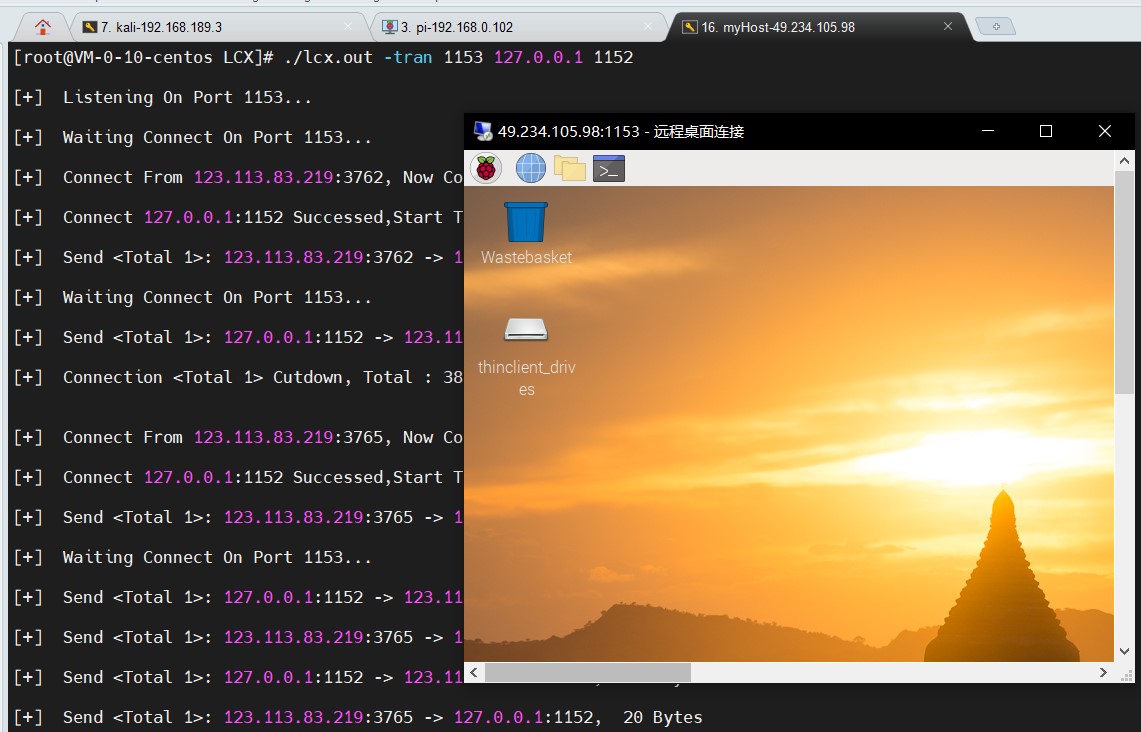 7. kali-192.168.189.3
3. pi-192.168.0.102
16. myHost-49.234.105.98
[root@VM-0-10-centos LCX]# ./lcx.out -tran 1153 127.0.0.1 1152
[+] Listening On Port 1153...
[+] Waiting Connect On Port 1153...
[+] Connect From 123.113.83.219:3762, Now Co
[+] Connect 127.0.0.1:1152 Successed,Start T
[+] Send <Total 1>: 123.113.83.219:3762 -> 1
[+] Waiting Connect On Port 1153...
[+] Send <Total 1>: 127.0.0.1:1152 -> 123.11
[+] Connection <Total 1> Cutdown, Total : 38
[+] Connect From 123.113.83.219:3765, Now Co
[+] Connect 127.0.0.1:1152 Successed,Start T
[+] Send <Total 1>: 123.113.83.219:3765 -> 1
[+] Waiting Connect On Port 1153...
[+] Send <Total 1>: 127.0.0.1:1152 -> 123.11
[+] Send <Total 1>: 123.113.83.219:3765 -> 1
[+] Send <Total 1>: 127.0.0.1:1152 -> 123.11
[+] Send <Total 1>: 123.113.83.219:3765 -> 127.0.0.1:1152, 20 Bytes
49.234.105.98:1153 - 远程桌面连接
>_
Wastebasket
thinclient_driv
es